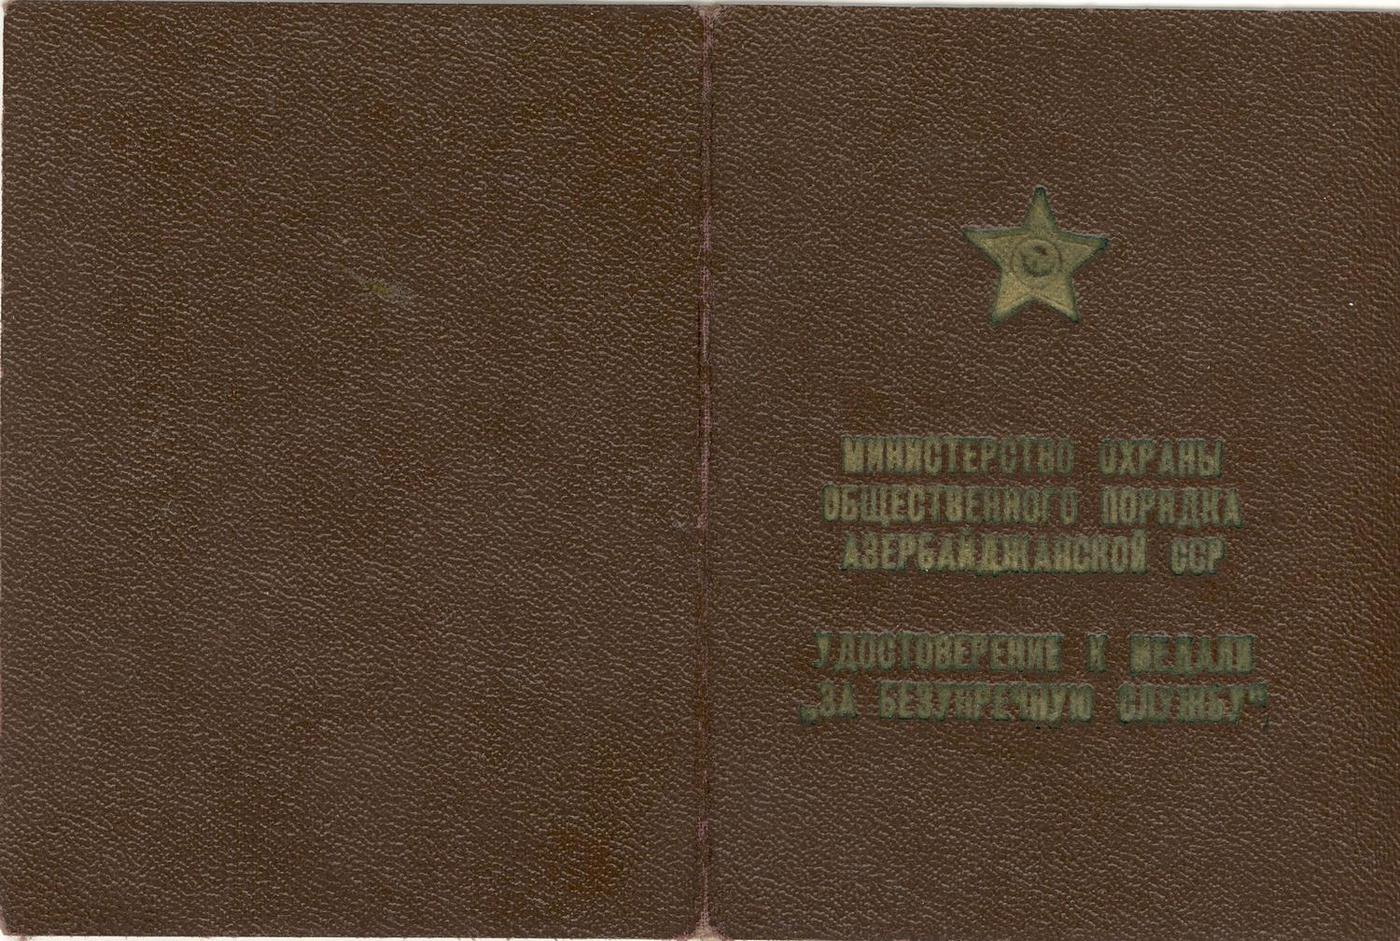 МИНИСТЕРСТВО ОХРАНЫ
ОБЩЕСТВЕННОГО ПОРЯДКА
АЗЕРБАЙДЖАНСКОЙ ССР
УДОСТОВЕРЕНИЕ К МЕДАЛИ
„ЗА БЕЗУПРЕЧНУЮ СЛУЖБУ“